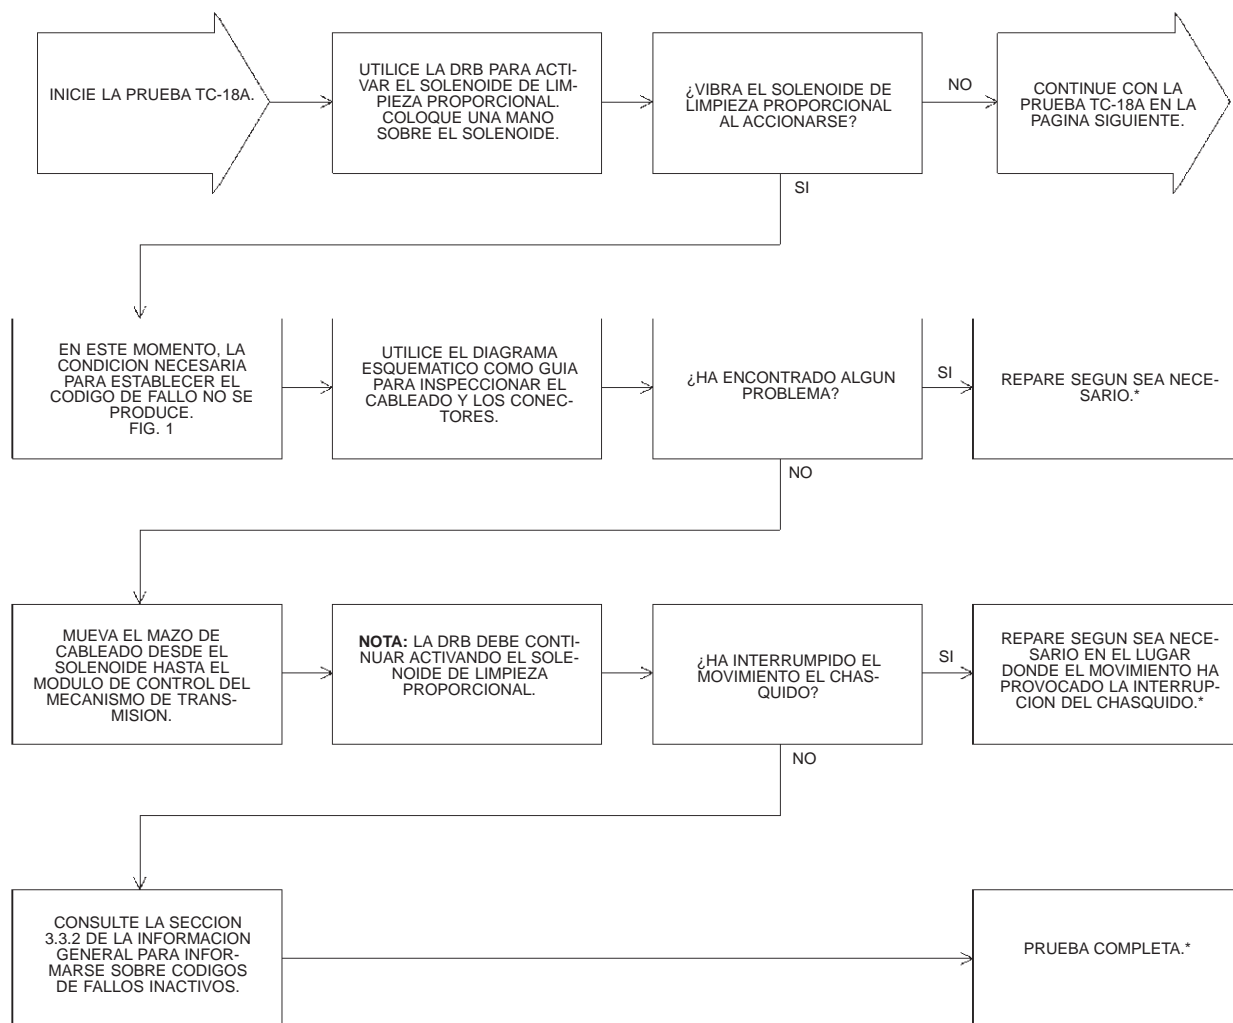 INICIE LA PRUEBA TC-18A.
UTILICE LA DRB PARA ACTI-
VAR EL SOLENOIDE DE LIM-
PIEZA PROPORCIONAL.
COLOQUE UNA MANO
SOBRE EL SOLENOIDE.
¿VIBRA EL SOLENOIDE DE
LIMPIEZA PROPORCIONAL
AL ACCIONARSE?
NO
CONTINUE CON LA
PRUEBA TC-18A EN LA
PAGINA SIGUIENTE.
SI
EN ESTE MOMENTO, LA
CONDICION NECESARIA
PARA ESTABLECER EL
CODIGO DE FALLO NO SE
PRODUCE.
FIG. 1
UTILICE EL DIAGRAMA
ESQUEMATICO COMO GUIA
PARA INSPECCIONAR EL
CABLEADO Y LOS CONEC-
TORES.
¿HA ENCONTRADO ALGUN
PROBLEMA?
SI
REPARE SEGUN SEA NECE-
SARIO.*
NO
MUEVA EL MAZO DE
CABLEADO DESDE EL
SOLENOIDE HASTA EL
MODULO DE CONTROL DEL
MECANISMO DE TRANS-
MISION.
NOTA: LA DRB DEBE CONTI-
NUAR ACTIVANDO EL SOLE-
NOIDE DE LIMPIEZA
PROPORCIONAL.
¿HA INTERRUMPIDO EL
MOVIMIENTO EL CHAS-
QUIDO?
SI
REPARE SEGUN SEA NECE-
SARIO EN EL LUGAR
DONDE EL MOVIMIENTO HA
PROVOCADO LA INTERRUP-
CION DEL CHASQUIDO.*
NO
CONSULTE LA SECCION
3.3.2 DE LA INFORMACION
GENERAL PARA INFOR-
MARSE SOBRE CODIGOS
DE FALLOS INACTIVOS.
PRUEBA COMPLETA.*